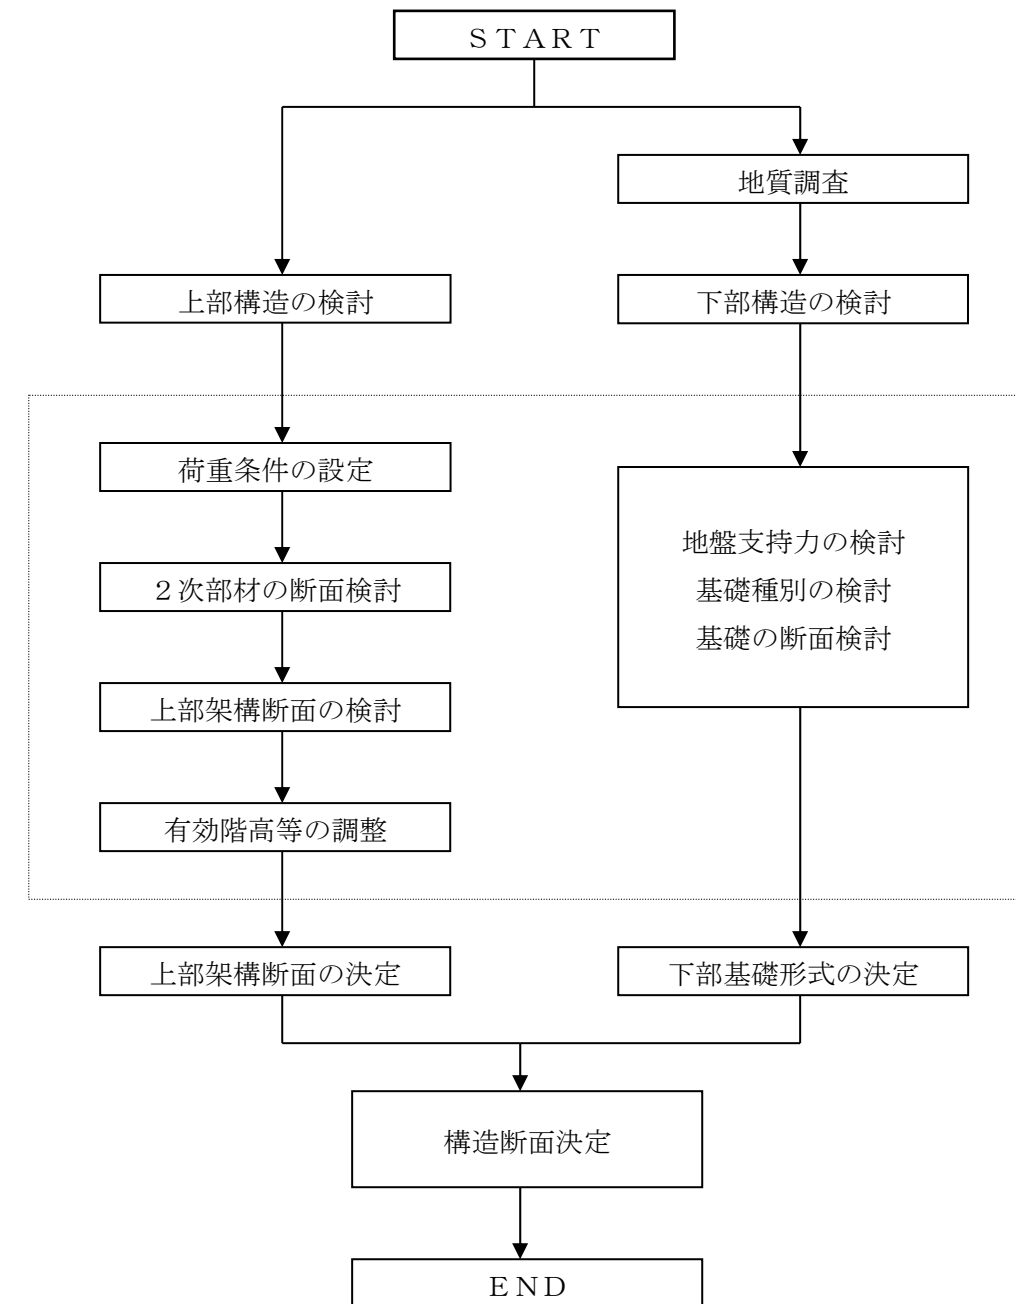 ＳＴＡＲＴ
地質調査
上部構造の検討
下部構造の検討
荷重条件の設定
２次部材の断面検討
上部架構断面の検討
有効階高等の調整
地盤支持力の検討
基礎種別の検討
基礎の断面検討
上部架構断面の決定
下部基礎形式の決定
構造断面決定
ＥＮＤ